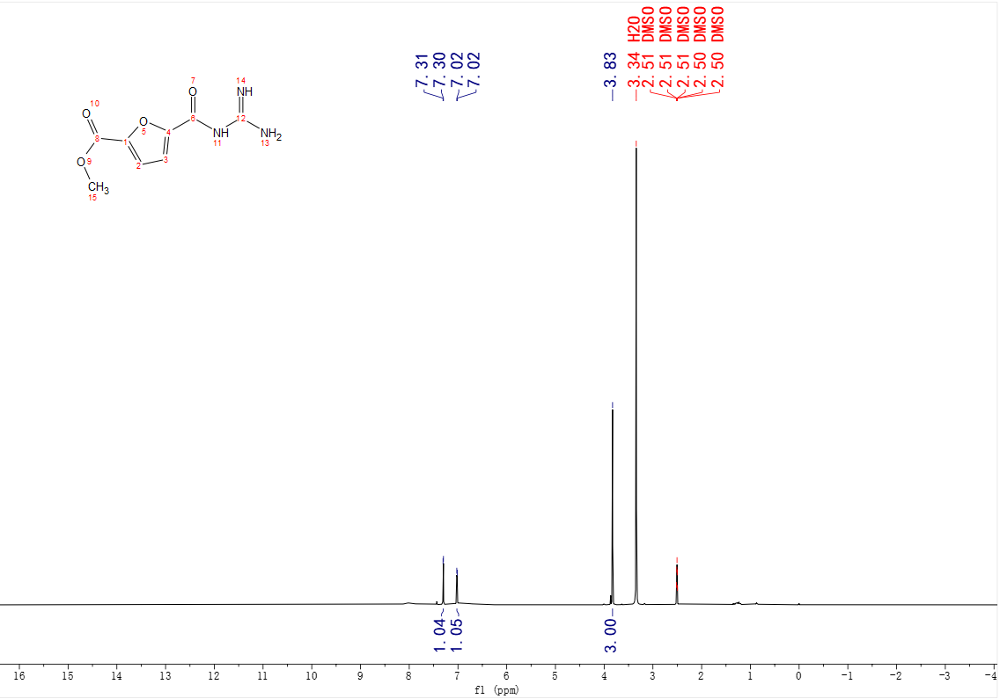 7.31
7.30
7.02
7.02
3.83
3.34 H2O
2.51 DMSO
2.51 DMSO
2.51 DMSO
2.50 DMSO
2.50 DMSO
7
O
14
NH
10
O
8
1
O
5
4
6
NH
11
12
NH2
13
O
9
2
3
CH3
15
1.04
1.05
3.00
16 15 14 13 12 11 10 9 8 7 6 5 4 3 2 1 0 -1 -2 -3 -4
f1 (ppm)